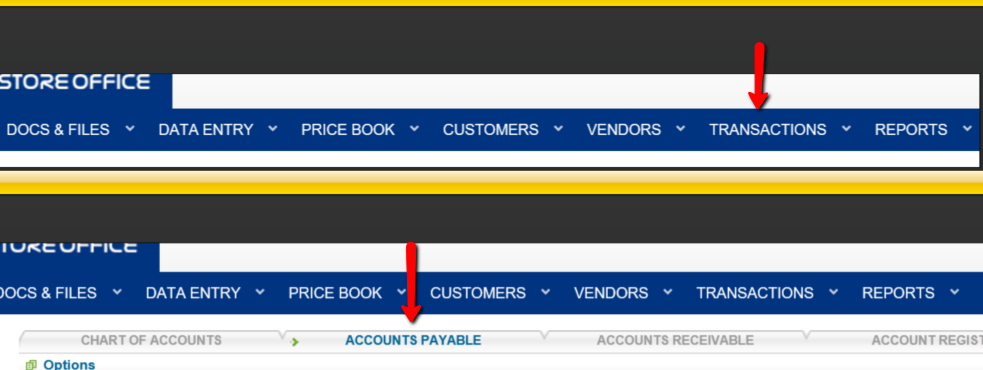 STORE OFFICE
DOCS & FILES DATA ENTRY PRICE BOOK CUSTOMERS VENDORS TRANSACTIONS REPORTS
STORE OFFICE
DOCS & FILES DATA ENTRY PRICE BOOK CUSTOMERS VENDORS TRANSACTIONS REPORTS
CHART OF ACCOUNTS ACCOUNTS PAYABLE ACCOUNTS RECEIVABLE ACCOUNT REGIST
Options